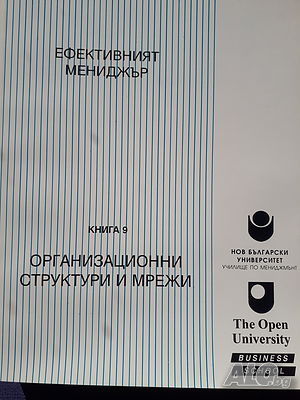 ЕФЕКТИВНИЯТ
МЕНИДЖЪР
КНИГА 9
ОРГАНИЗАЦИОННИ
СТРУКТУРИ И МРЕЖИ
НОВ БЪЛГАРСКИ
УНИВЕРСИТЕТ
УЧИЛИЩЕ ПО МЕНИДЖМЪНТ
The Open
University
BUSINESS
SCHOOL